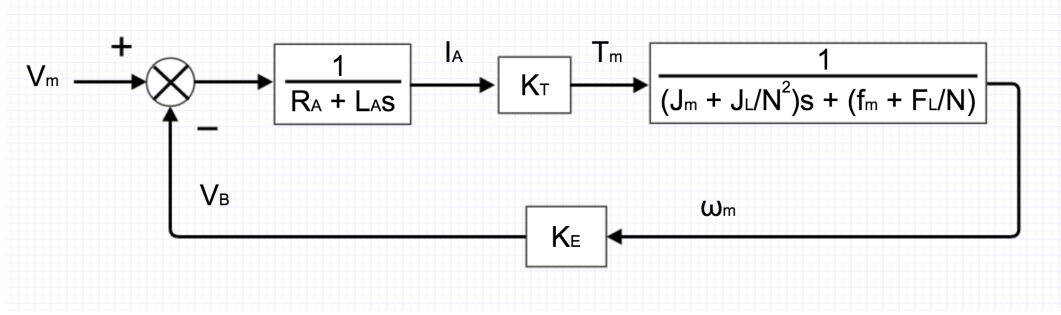 +
Vm
1
RA + LAs
IA
KT
Tm
1
(Jm + JL/N²)s + (fm + FL/N)
−
VB
KE
ωm